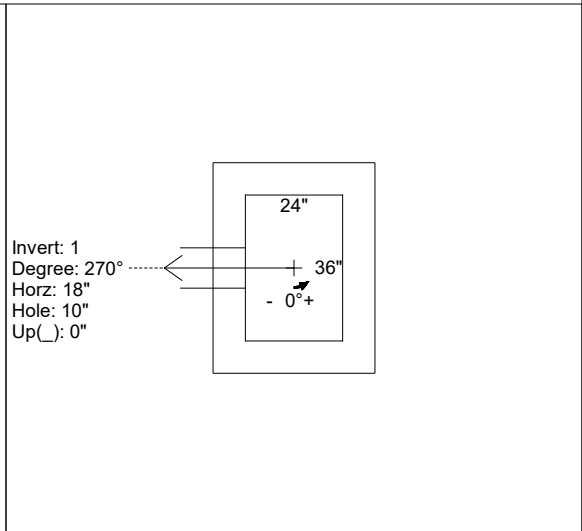 24"
36"
- 0°+
Invert: 1
Degree: 270°
Horz: 18"
Hole: 10"
Up(_): 0"